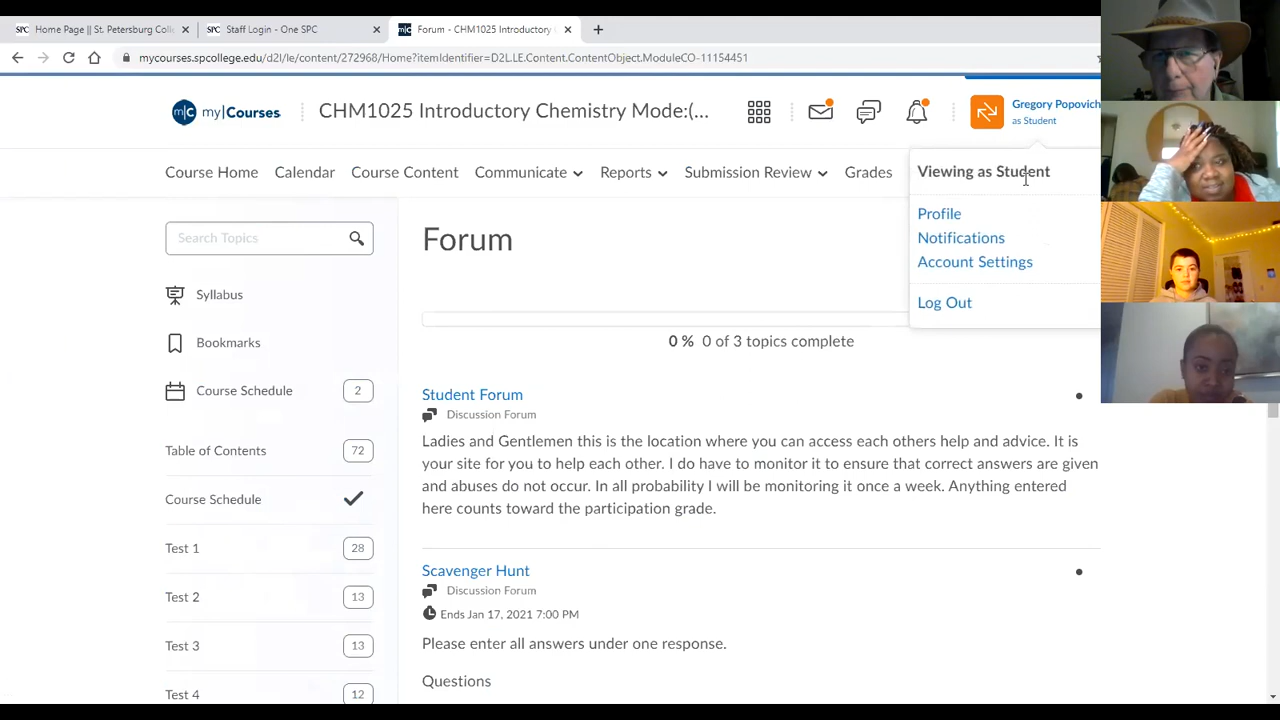 Home Page || St. Petersburg Coll
Staff Login - One SPC
Forum - CHM1025 Introductory
mycourses.spcollege.edu/d2l/le/content/272968/Home?itemIdentifier=D2L.LE.Content.ContentObject.ModuleCO-11154451
my|Courses
CHM1025 Introductory Chemistry Mode:(...
Gregory Popovich
as Student
Course Home
Calendar
Course Content
Communicate
Reports
Submission Review
Grades
Viewing as Student
Profile
Notifications
Account Settings
Log Out
Search Topics
Syllabus
Bookmarks
Course Schedule 2
Table of Contents 72
Course Schedule
Test 1 28
Test 2 13
Test 3 13
Test 4 12
Forum
0 % 0 of 3 topics complete
Student Forum
Discussion Forum
Ladies and Gentlemen this is the location where you can access each others help and advice. It is
your site for you to help each other. I do have to monitor it to ensure that correct answers are given
and abuses do not occur. In all probability I will be monitoring it once a week. Anything entered
here counts toward the participation grade.
Scavenger Hunt
Discussion Forum
Ends Jan 17, 2021 7:00 PM
Please enter all answers under one response.
Questions